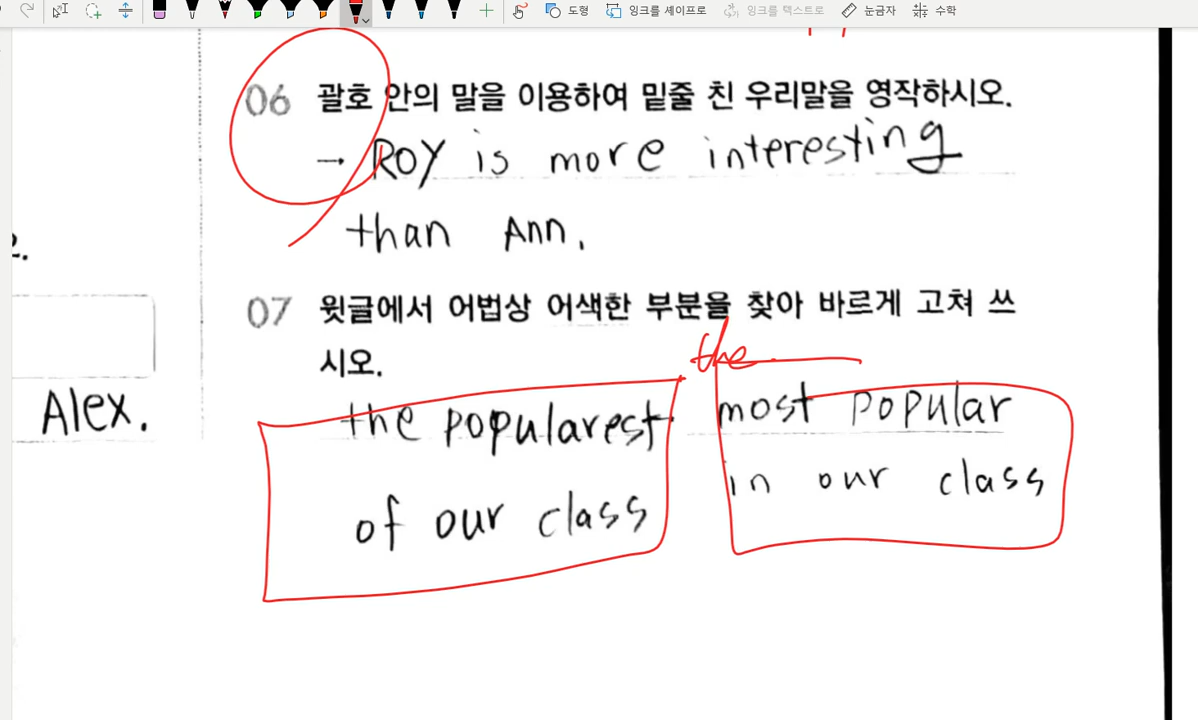 도형 잉크를 셰이프로 잉크를 텍스트로 눈금자 수학
06 괄호 안의 말을 이용하여 밑줄 친 우리말을 영작하시오.
→ ROY is more interesting
than Ann.
07 윗글에서 어법상 어색한 부분을 찾아 바르게 고쳐 쓰
시오.
the
Alex.
the popularest most popular
of our class in our class